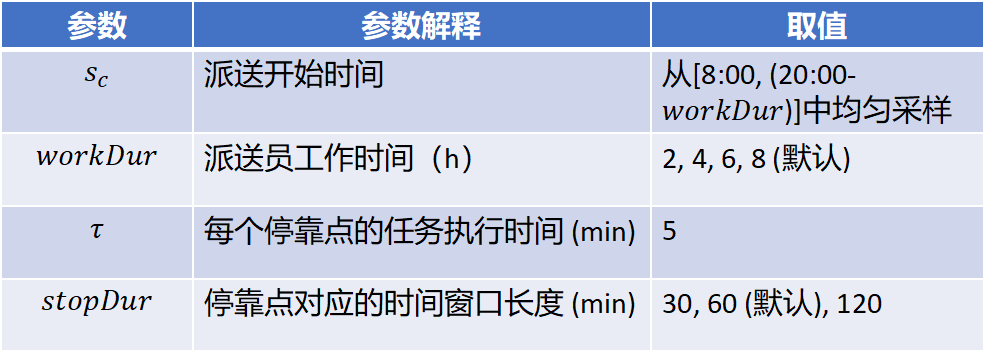 参数 参数解释 取值
s_c 派送开始时间 从[8:00, (20:00-
workDur)]中均匀采样
workDur 派送员工作时间（h） 2, 4, 6, 8 (默认)
τ 每个停靠点的任务执行时间 (min) 5
stopDur 停靠点对应的时间窗口长度 (min) 30, 60 (默认), 120